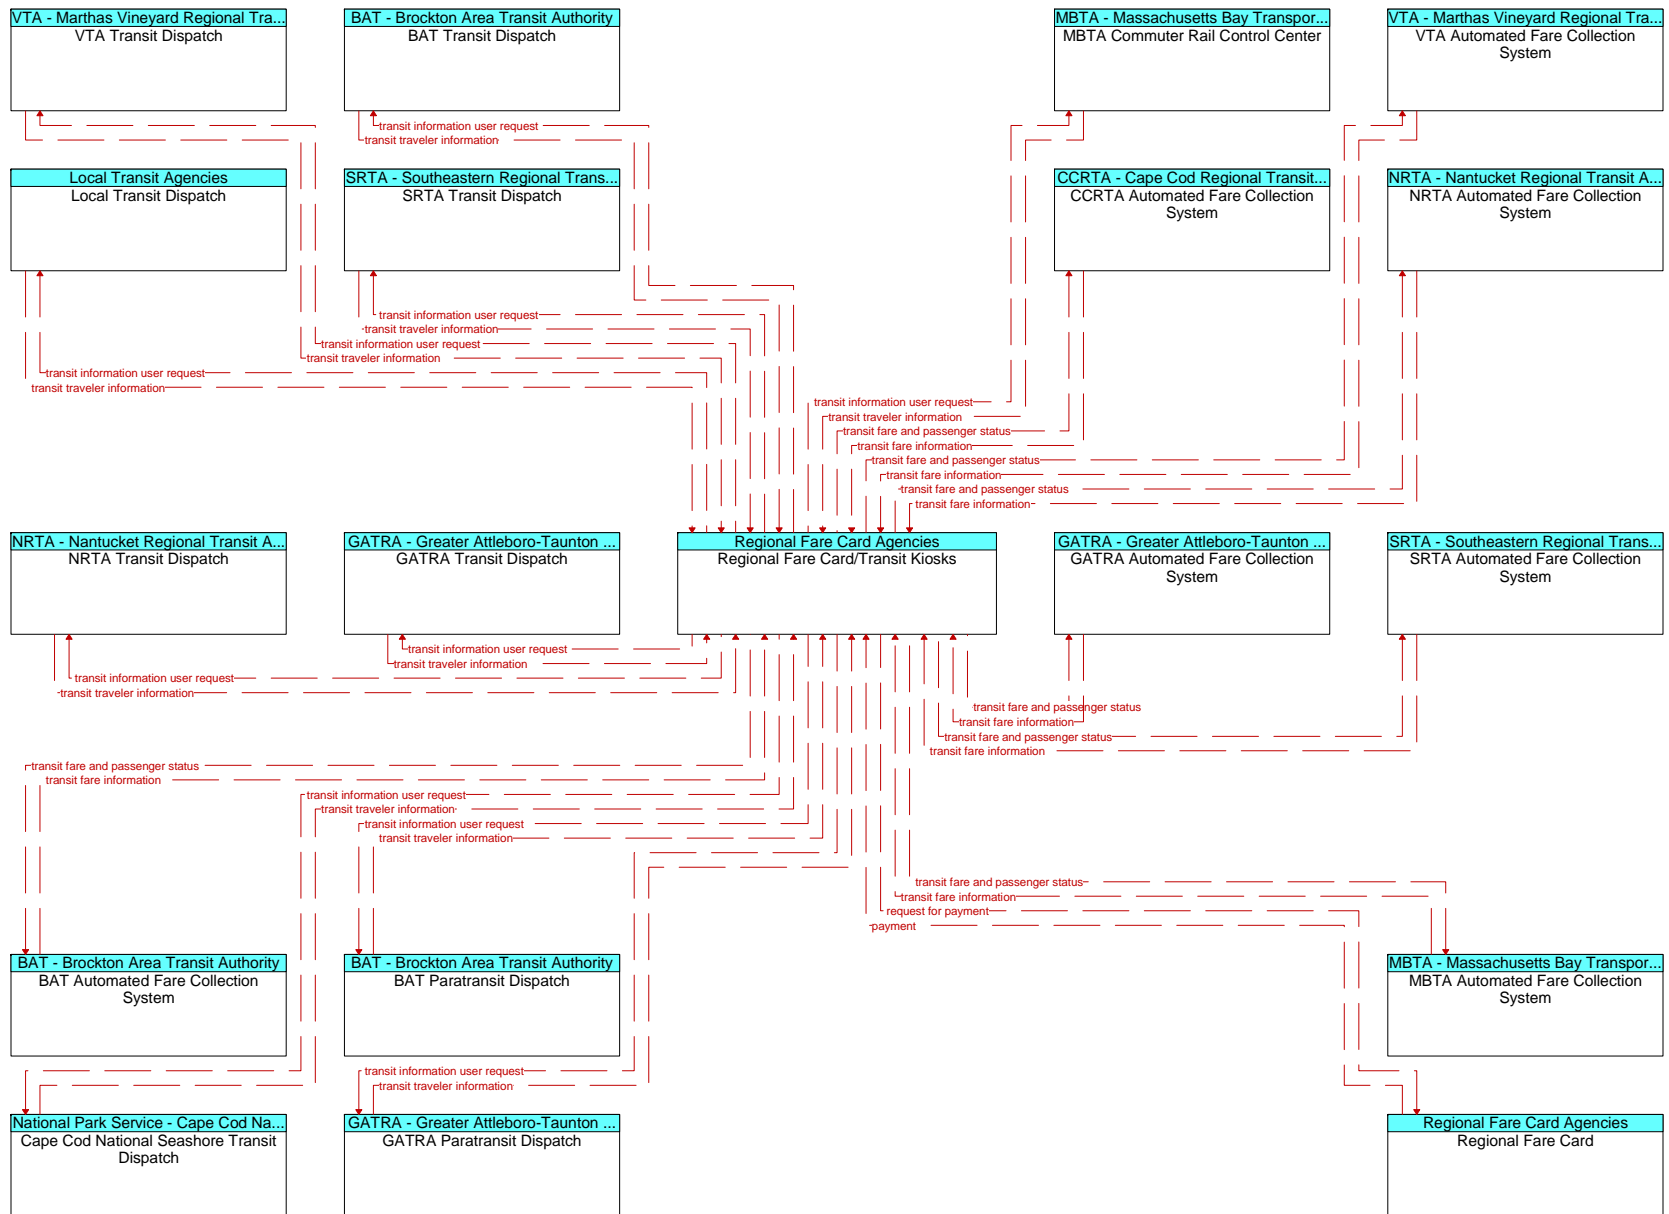 VTA - Marthas Vineyard Regional Tra...
VTA Transit Dispatch
BAT - Brockton Area Transit Authority
BAT Transit Dispatch
MBTA - Massachusetts Bay Transpor...
MBTA Commuter Rail Control Center
VTA - Marthas Vineyard Regional Tra...
VTA Automated Fare Collection
System
transit information user request
transit traveler information
Local Transit Agencies
Local Transit Dispatch
SRTA - Southeastern Regional Trans...
SRTA Transit Dispatch
CCRTA - Cape Cod Regional Transit...
CCRTA Automated Fare Collection
System
NRTA - Nantucket Regional Transit A...
NRTA Automated Fare Collection
System
transit information user request
transit traveler information
transit information user request
transit traveler information
transit information user request
transit traveler information
transit information user request
transit traveler information
transit fare and passenger status
transit fare information
transit fare and passenger status
transit fare information
transit fare and passenger status
transit fare information
NRTA - Nantucket Regional Transit A...
NRTA Transit Dispatch
GATRA - Greater Attleboro-Taunton ...
GATRA Transit Dispatch
Regional Fare Card Agencies
Regional Fare Card/Transit Kiosks
GATRA - Greater Attleboro-Taunton ...
GATRA Automated Fare Collection
System
SRTA - Southeastern Regional Trans...
SRTA Automated Fare Collection
System
transit information user request
transit traveler information
transit information user request
transit traveler information
transit fare and passenger status
transit fare information
transit fare and passenger status
transit fare information
transit fare and passenger status
transit fare information
transit information user request
transit traveler information
transit information user request
transit traveler information
transit fare and passenger status
transit fare information
request for payment
payment
BAT - Brockton Area Transit Authority
BAT Automated Fare Collection
System
BAT - Brockton Area Transit Authority
BAT Paratransit Dispatch
MBTA - Massachusetts Bay Transpor...
MBTA Automated Fare Collection
System
transit information user request
transit traveler information
National Park Service - Cape Cod Na...
Cape Cod National Seashore Transit
Dispatch
GATRA - Greater Attleboro-Taunton ...
GATRA Paratransit Dispatch
Regional Fare Card Agencies
Regional Fare Card